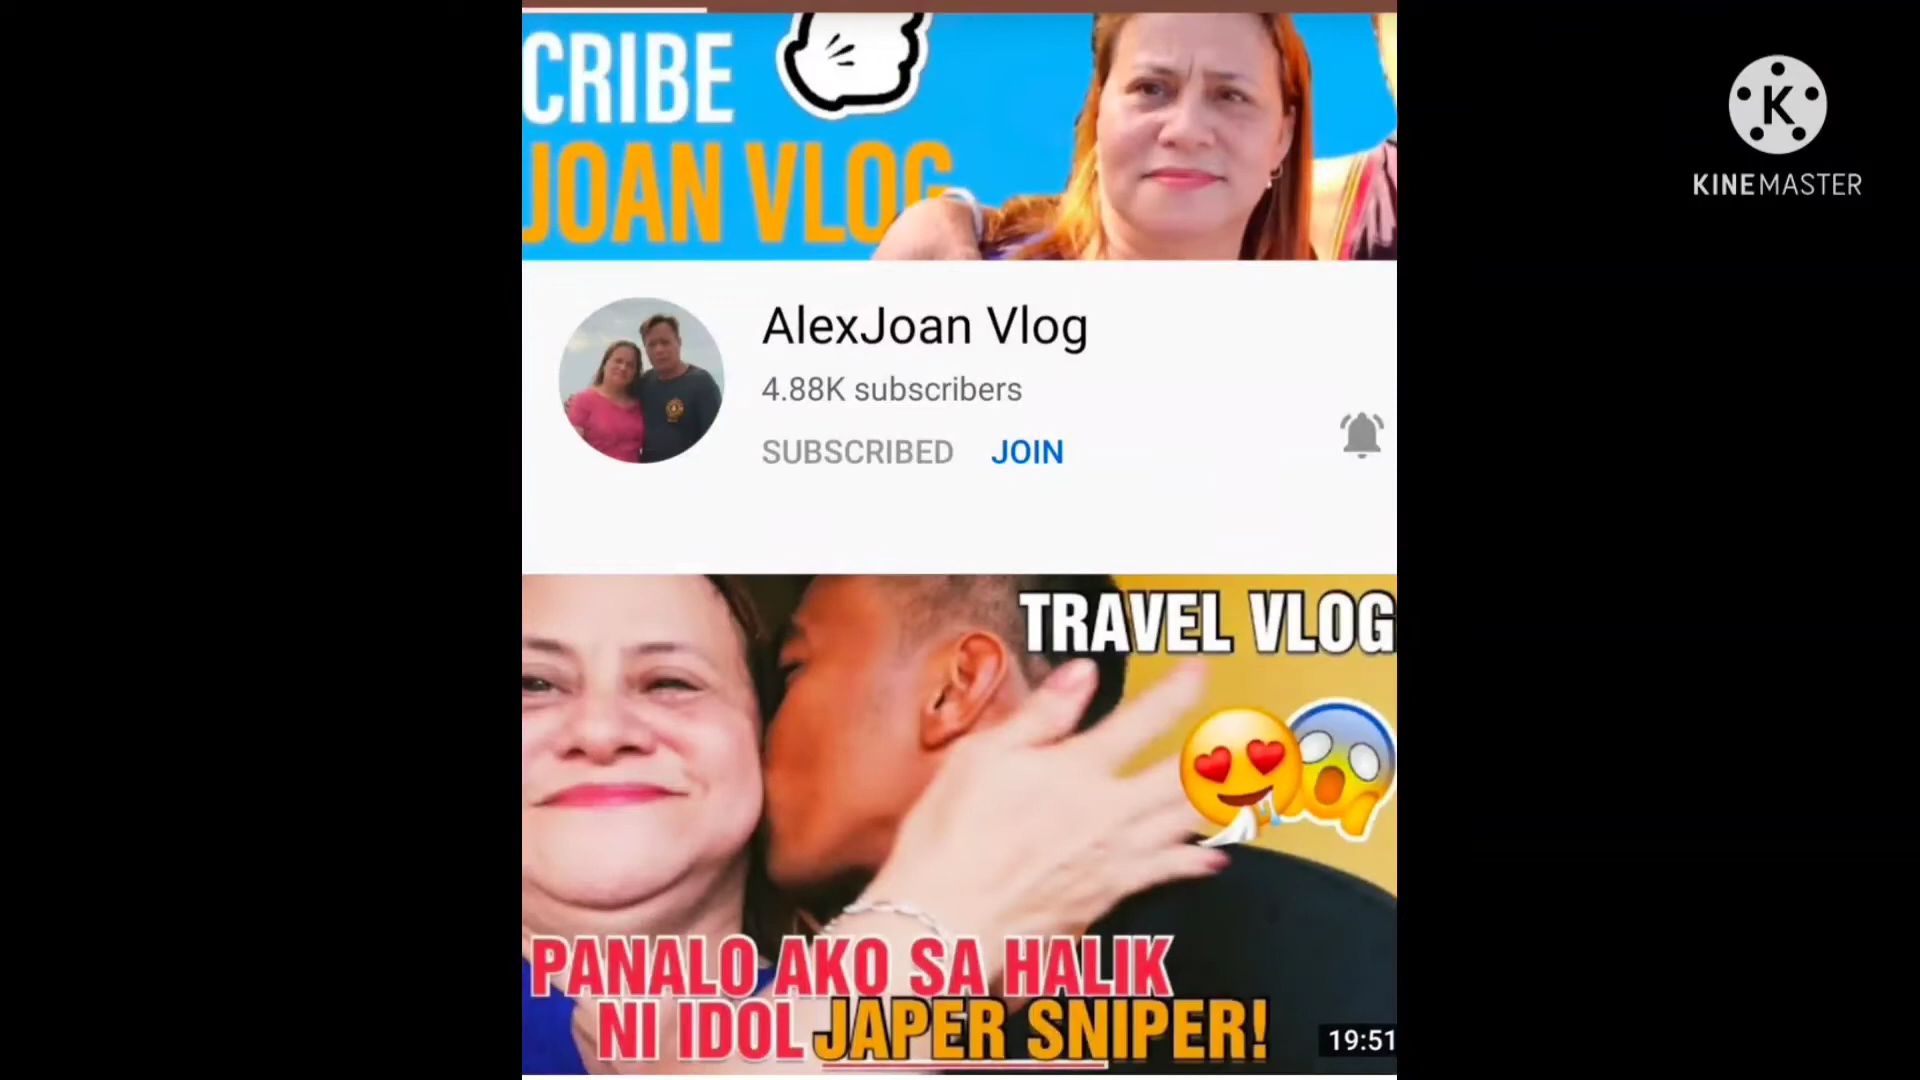 CRIBE
JOAN VLOG
KINEMASTER
AlexJoan Vlog
4.88K subscribers
SUBSCRIBED JOIN
TRAVEL VLOG
PANALO AKO SA HALIK
NI IDOL JAPER SNIPER!
19:51